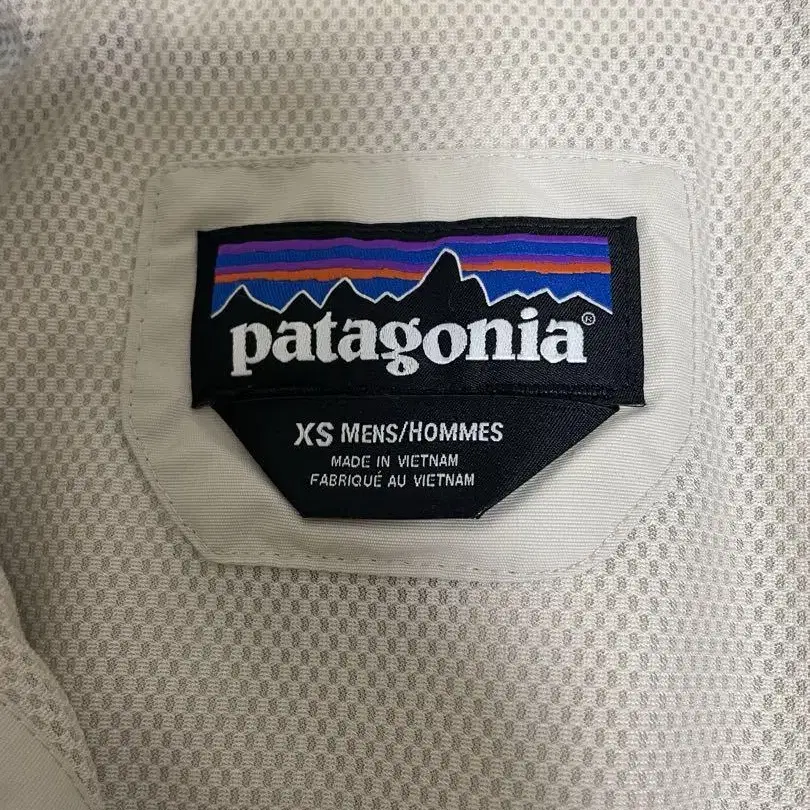 patagonia®
XS MENS/HOMMES
MADE IN VIETNAM
FABRIQUÉ AU VIETNAM